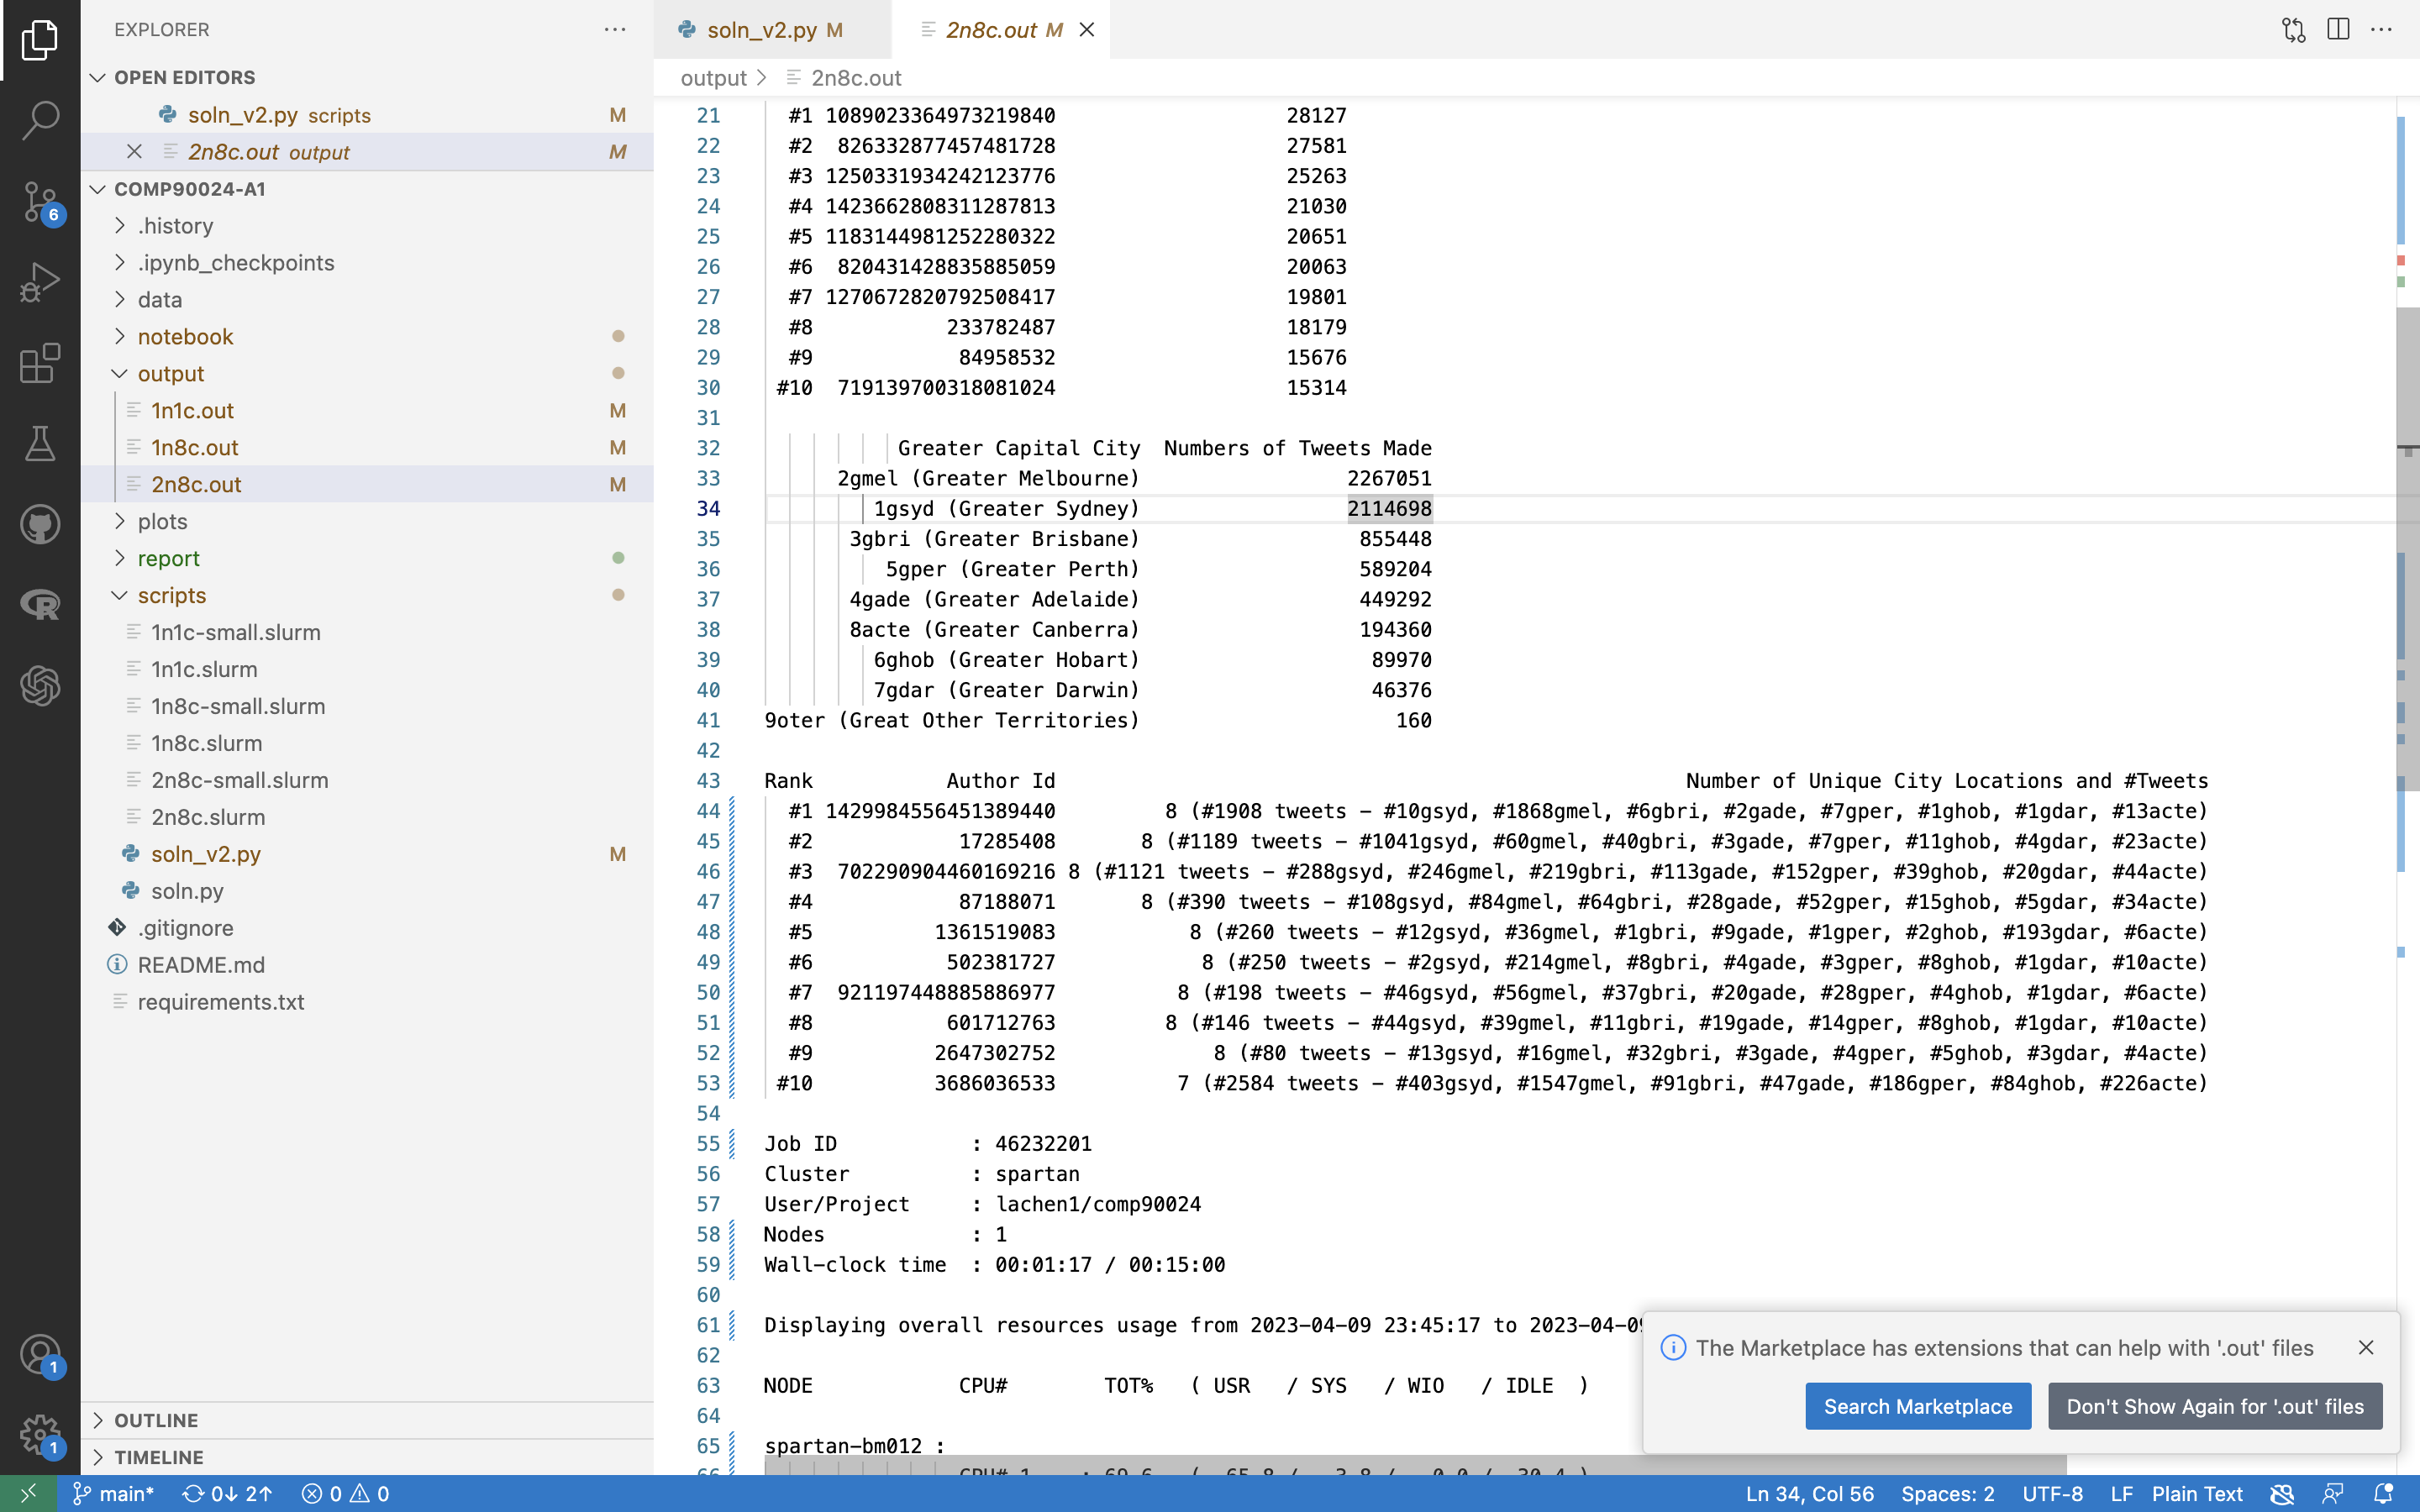 EXPLORER
OPEN EDITORS
soln_v2.py scripts M
2n8c.out output M
COMP90024-A1
.history
.ipynb_checkpoints
data
notebook
output
1n1c.out M
1n8c.out M
2n8c.out M
plots
report
scripts
1n1c-small.slurm
1n1c.slurm
1n8c-small.slurm
1n8c.slurm
2n8c-small.slurm
2n8c.slurm
soln_v2.py M
soln.py
.gitignore
README.md
requirements.txt
OUTLINE
TIMELINE
6
1
1
soln_v2.py M
2n8c.out M
output > 2n8c.out
21 #1 1089023364973219840 28127
22 #2 826332877457481728 27581
23 #3 1250331934242123776 25263
24 #4 1423662808311287813 21030
25 #5 1183144981252280322 20651
26 #6 820431428835885059 20063
27 #7 1270672820792508417 19801
28 #8 233782487 18179
29 #9 84958532 15676
30 #10 719139700318081024 15314
31
32 Greater Capital City Numbers of Tweets Made
33 2gmel (Greater Melbourne) 2267051
34 1gsyd (Greater Sydney) 2114698
35 3gbri (Greater Brisbane) 855448
36 5gper (Greater Perth) 589204
37 4gade (Greater Adelaide) 449292
38 8acte (Greater Canberra) 194360
39 6ghob (Greater Hobart) 89970
40 7gdar (Greater Darwin) 46376
41 9oter (Great Other Territories) 160
42
43 Rank Author Id Number of Unique City Locations and #Tweets
44 #1 1429984556451389440 8 (#1908 tweets - #10gsyd, #1868gmel, #6gbri, #2gade, #7gper, #1ghob, #1gdar, #13acte)
45 #2 17285408 8 (#1189 tweets - #1041gsyd, #60gmel, #40gbri, #3gade, #7gper, #11ghob, #4gdar, #23acte)
46 #3 702290904460169216 8 (#1121 tweets - #288gsyd, #246gmel, #219gbri, #113gade, #152gper, #39ghob, #20gdar, #44acte)
47 #4 87188071 8 (#390 tweets - #108gsyd, #84gmel, #64gbri, #28gade, #52gper, #15ghob, #5gdar, #34acte)
48 #5 1361519083 8 (#260 tweets - #12gsyd, #36gmel, #1gbri, #9gade, #1gper, #2ghob, #193gdar, #6acte)
49 #6 502381727 8 (#250 tweets - #2gsyd, #214gmel, #8gbri, #4gade, #3gper, #8ghob, #1gdar, #10acte)
50 #7 921197448885886977 8 (#198 tweets - #46gsyd, #56gmel, #37gbri, #20gade, #28gper, #4ghob, #1gdar, #6acte)
51 #8 601712763 8 (#146 tweets - #44gsyd, #39gmel, #11gbri, #19gade, #14gper, #8ghob, #1gdar, #10acte)
52 #9 2647302752 8 (#80 tweets - #13gsyd, #16gmel, #32gbri, #3gade, #4gper, #5ghob, #3gdar, #4acte)
53 #10 3686036533 7 (#2584 tweets - #403gsyd, #1547gmel, #91gbri, #47gade, #186gper, #84ghob, #226acte)
54
55 Job ID : 46232201
56 Cluster : spartan
57 User/Project : lachen1/comp90024
58 Nodes : 1
59 Wall-clock time : 00:01:17 / 00:15:00
60
61 Displaying overall resources usage from 2023-04-09 23:45:17 to 2023-04-09
62
63 NODE CPU# TOT% ( USR / SYS / WIO / IDLE )
64
65 spartan-bm012 :
The Marketplace has extensions that can help with '.out' files
Search Marketplace
Don't Show Again for '.out' files
main* 0↓ 2↑ 0 0
Ln 34, Col 56 Spaces: 2 UTF-8 LF Plain Text